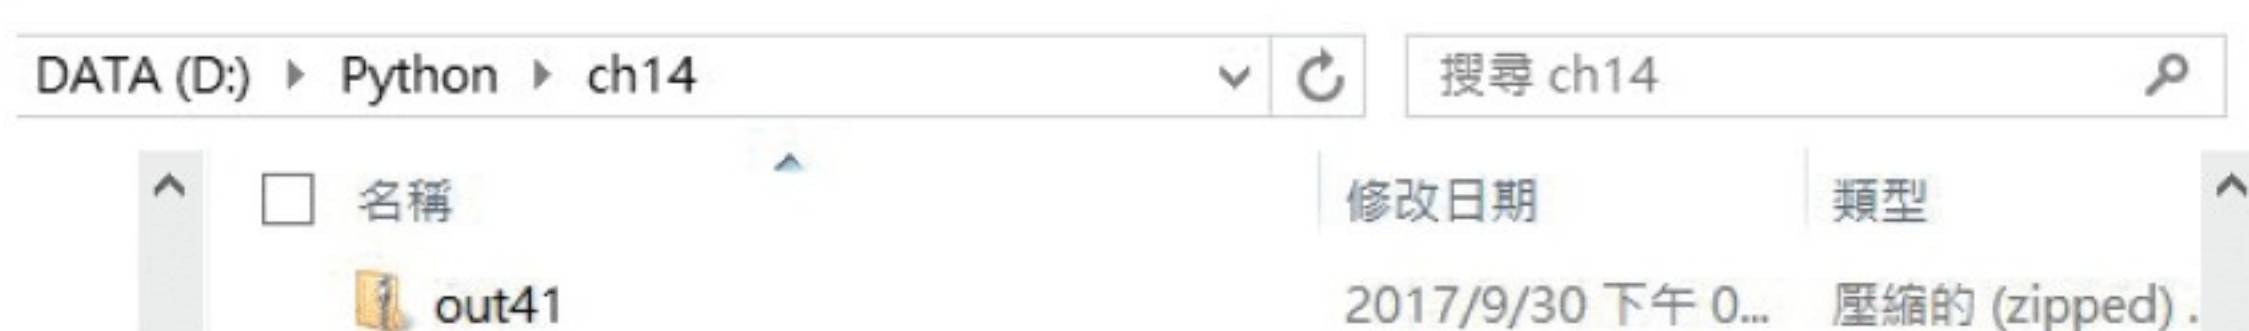 DATA (D:) Python ch14 搜尋 ch14
名稱 修改日期 類型
out41 2017/9/30 下午 0... 壓縮的 (zipped) .